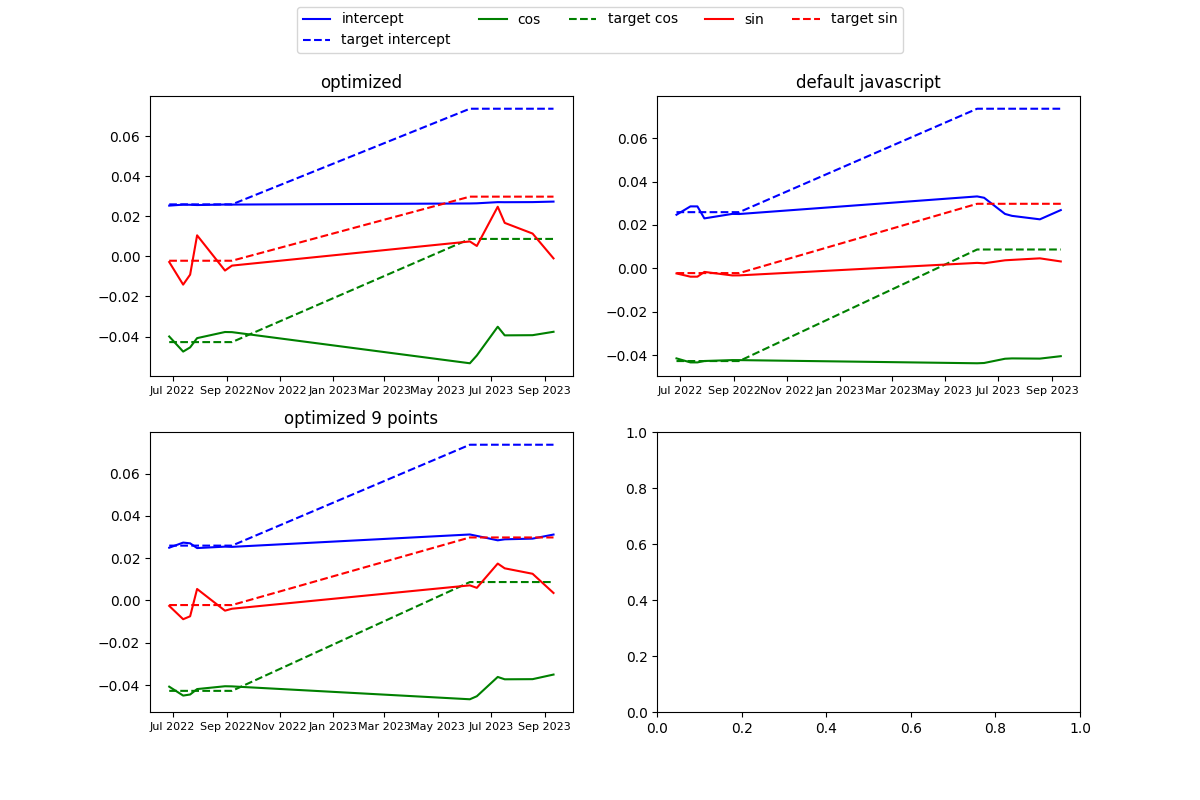 intercept cos target cos sin target sin
target intercept
optimized
0.06
0.04
0.02
0.00
−0.02
−0.04
Jul 2022 Sep 2022 Nov 2022 Jan 2023 Mar 2023 May 2023 Jul 2023 Sep 2023
default javascript
0.06
0.04
0.02
0.00
−0.02
−0.04
Jul 2022 Sep 2022 Nov 2022 Jan 2023 Mar 2023 May 2023 Jul 2023 Sep 2023
optimized 9 points
0.06
0.04
0.02
0.00
−0.02
−0.04
Jul 2022 Sep 2022 Nov 2022 Jan 2023 Mar 2023 May 2023 Jul 2023 Sep 2023
1.0
0.8
0.6
0.4
0.2
0.0
0.0 0.2 0.4 0.6 0.8 1.0